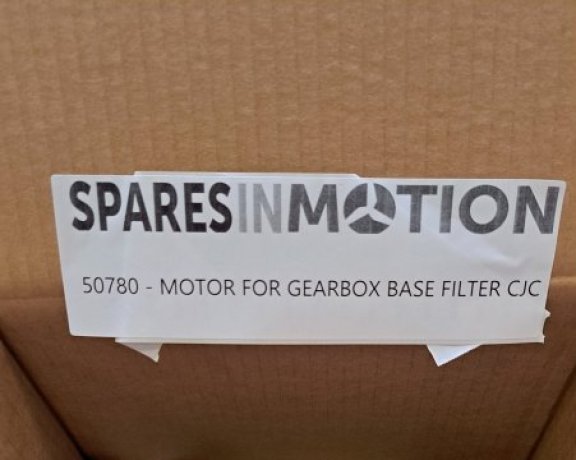 SPARESINMOTION
50780 - MOTOR FOR GEARBOX BASE FILTER CJC